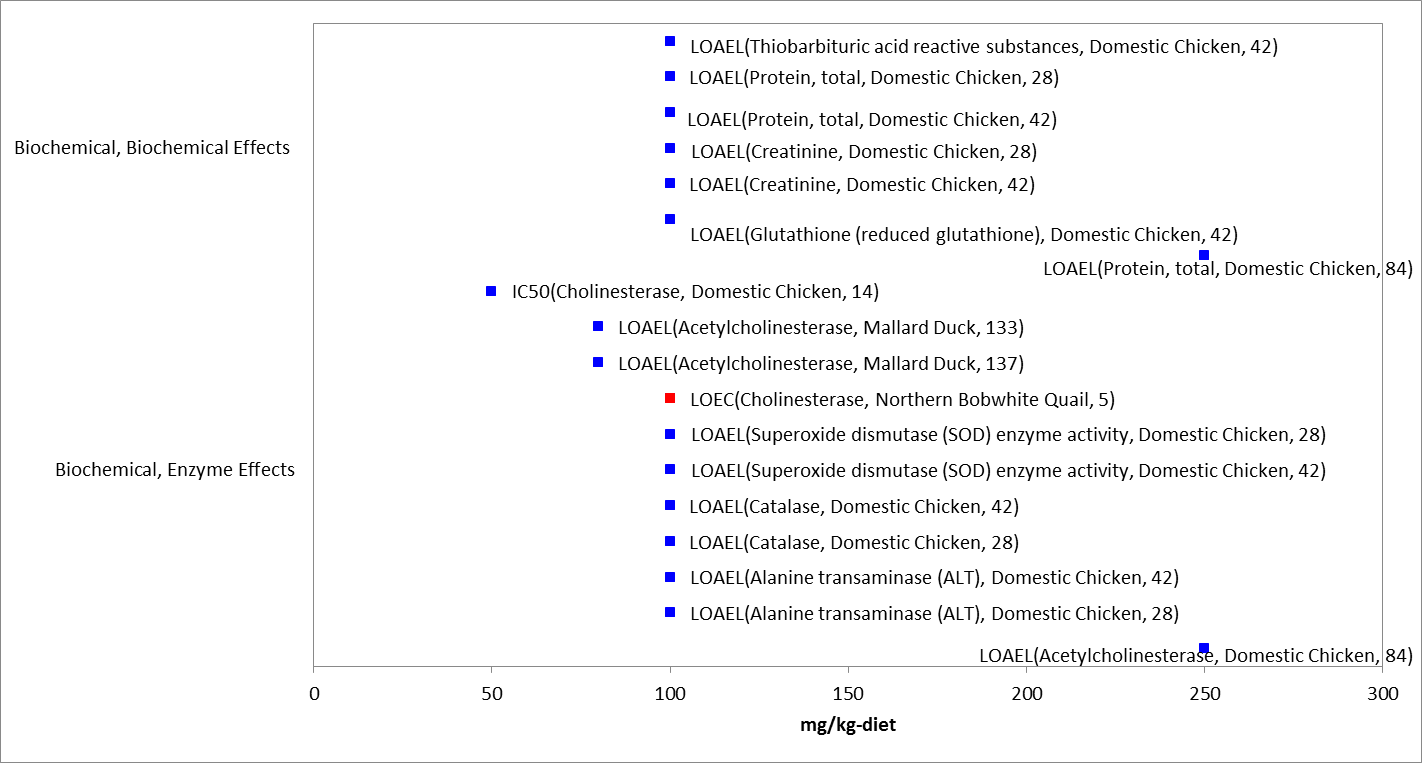 LOAEL(Thiobarbituric acid reactive substances, Domestic Chicken, 42)
LOAEL(Protein, total, Domestic Chicken, 28)
LOAEL(Protein, total, Domestic Chicken, 42)
Biochemical, Biochemical Effects
LOAEL(Creatinine, Domestic Chicken, 28)
LOAEL(Creatinine, Domestic Chicken, 42)
LOAEL(Glutathione (reduced glutathione), Domestic Chicken, 42)
LOAEL(Protein, total, Domestic Chicken, 84)
IC50(Cholinesterase, Domestic Chicken, 14)
LOAEL(Acetylcholinesterase, Mallard Duck, 133)
LOAEL(Acetylcholinesterase, Mallard Duck, 137)
LOEC(Cholinesterase, Northern Bobwhite Quail, 5)
LOAEL(Superoxide dismutase (SOD) enzyme activity, Domestic Chicken, 28)
Biochemical, Enzyme Effects
LOAEL(Superoxide dismutase (SOD) enzyme activity, Domestic Chicken, 42)
LOAEL(Catalase, Domestic Chicken, 42)
LOAEL(Catalase, Domestic Chicken, 28)
LOAEL(Alanine transaminase (ALT), Domestic Chicken, 42)
LOAEL(Alanine transaminase (ALT), Domestic Chicken, 28)
LOAEL(Acetylcholinesterase, Domestic Chicken, 84)
0 50 100 150 200 250 300
mg/kg-diet